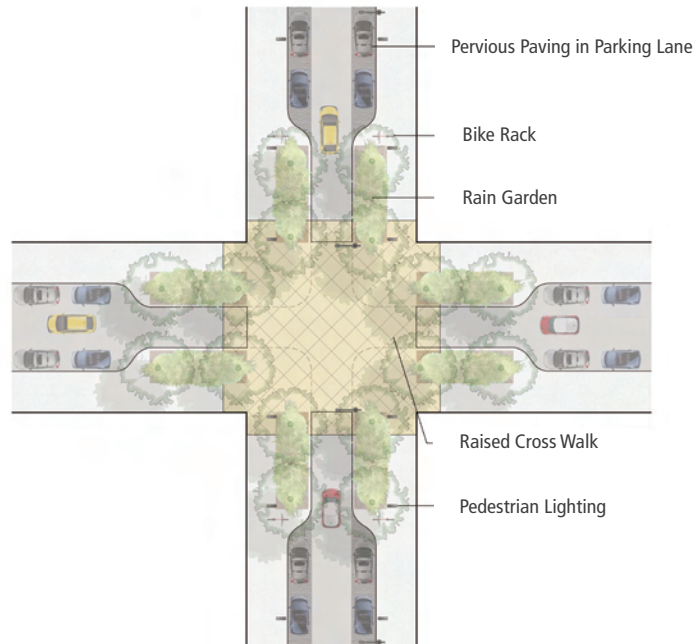 Pervious Paving in Parking Lane
Bike Rack
Rain Garden
Raised Cross Walk
Pedestrian Lighting